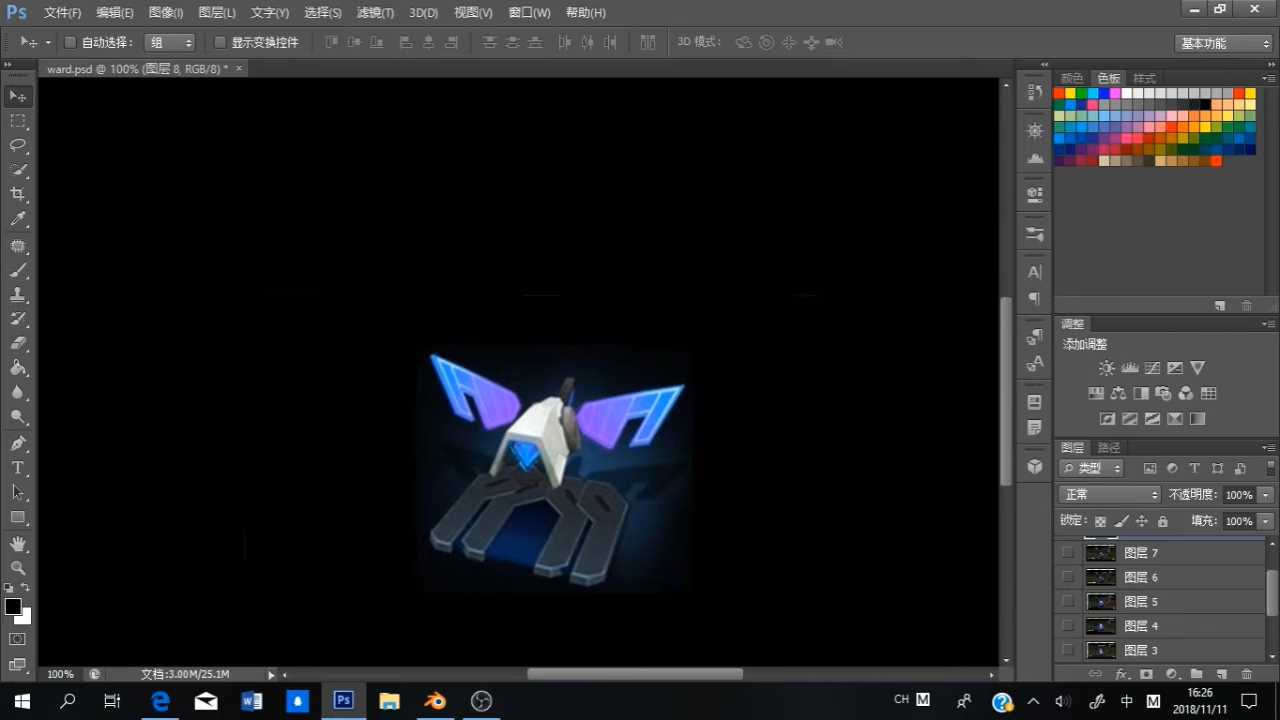 Ps 文件(F) 编辑(E) 图像(I) 图层(L) 文字(Y) 选择(S) 滤镜(T) 3D(D) 视图(V) 窗口(W) 帮助(H)
自动选择： 组 显示变换控件 3D 模式： 基本功能
ward.psd @ 100% (图层 8, RGB/8) * ×
颜色 色板 样式
调整
添加调整
图层 路径
类型
正常 不透明度： 100%
锁定： 填充： 100%
图层 7
图层 6
图层 5
图层 4
图层 3
100% 文档:3.00M/25.1M
CH M 中 M
16:26
2018/11/11